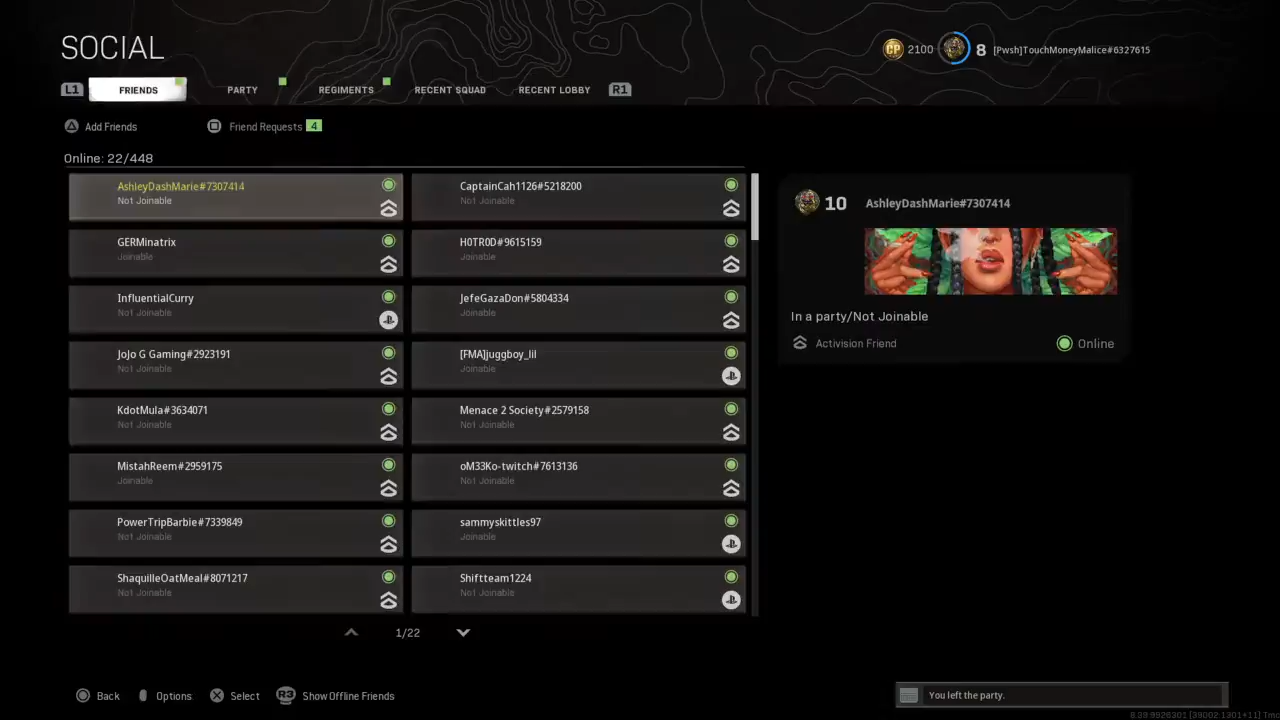 SOCIAL
CP 2100 8 [Pwsh]TouchMoneyMalice#6327615
L1 FRIENDS PARTY REGIMENTS RECENT SQUAD RECENT LOBBY R1
Add Friends Friend Requests 4
Online: 22/448
AshleyDashMarie#7307414
Not Joinable
CaptainCah1126#5218200
Not Joinable
GERMinatrix
Joinable
H0TR0D#9615159
Joinable
InfluentialCurry
Not Joinable
JefeGazaDon#5804334
Joinable
JoJo G Gaming#2923191
Not Joinable
[FMA]juggboy_lil
Joinable
KdotMula#3634071
Not Joinable
Menace 2 Society#2579158
Not Joinable
MistahReem#2959175
Joinable
oM33Ko-twitch#7613136
Not Joinable
PowerTripBarbie#7339849
Not Joinable
sammyskittles97
Joinable
ShaquilleOatMeal#8071217
Not Joinable
Shiftteam1224
Not Joinable
1/22
10 AshleyDashMarie#7307414
In a party/Not Joinable
Activision Friend Online
Back Options Select R3 Show Offline Friends
You left the party.